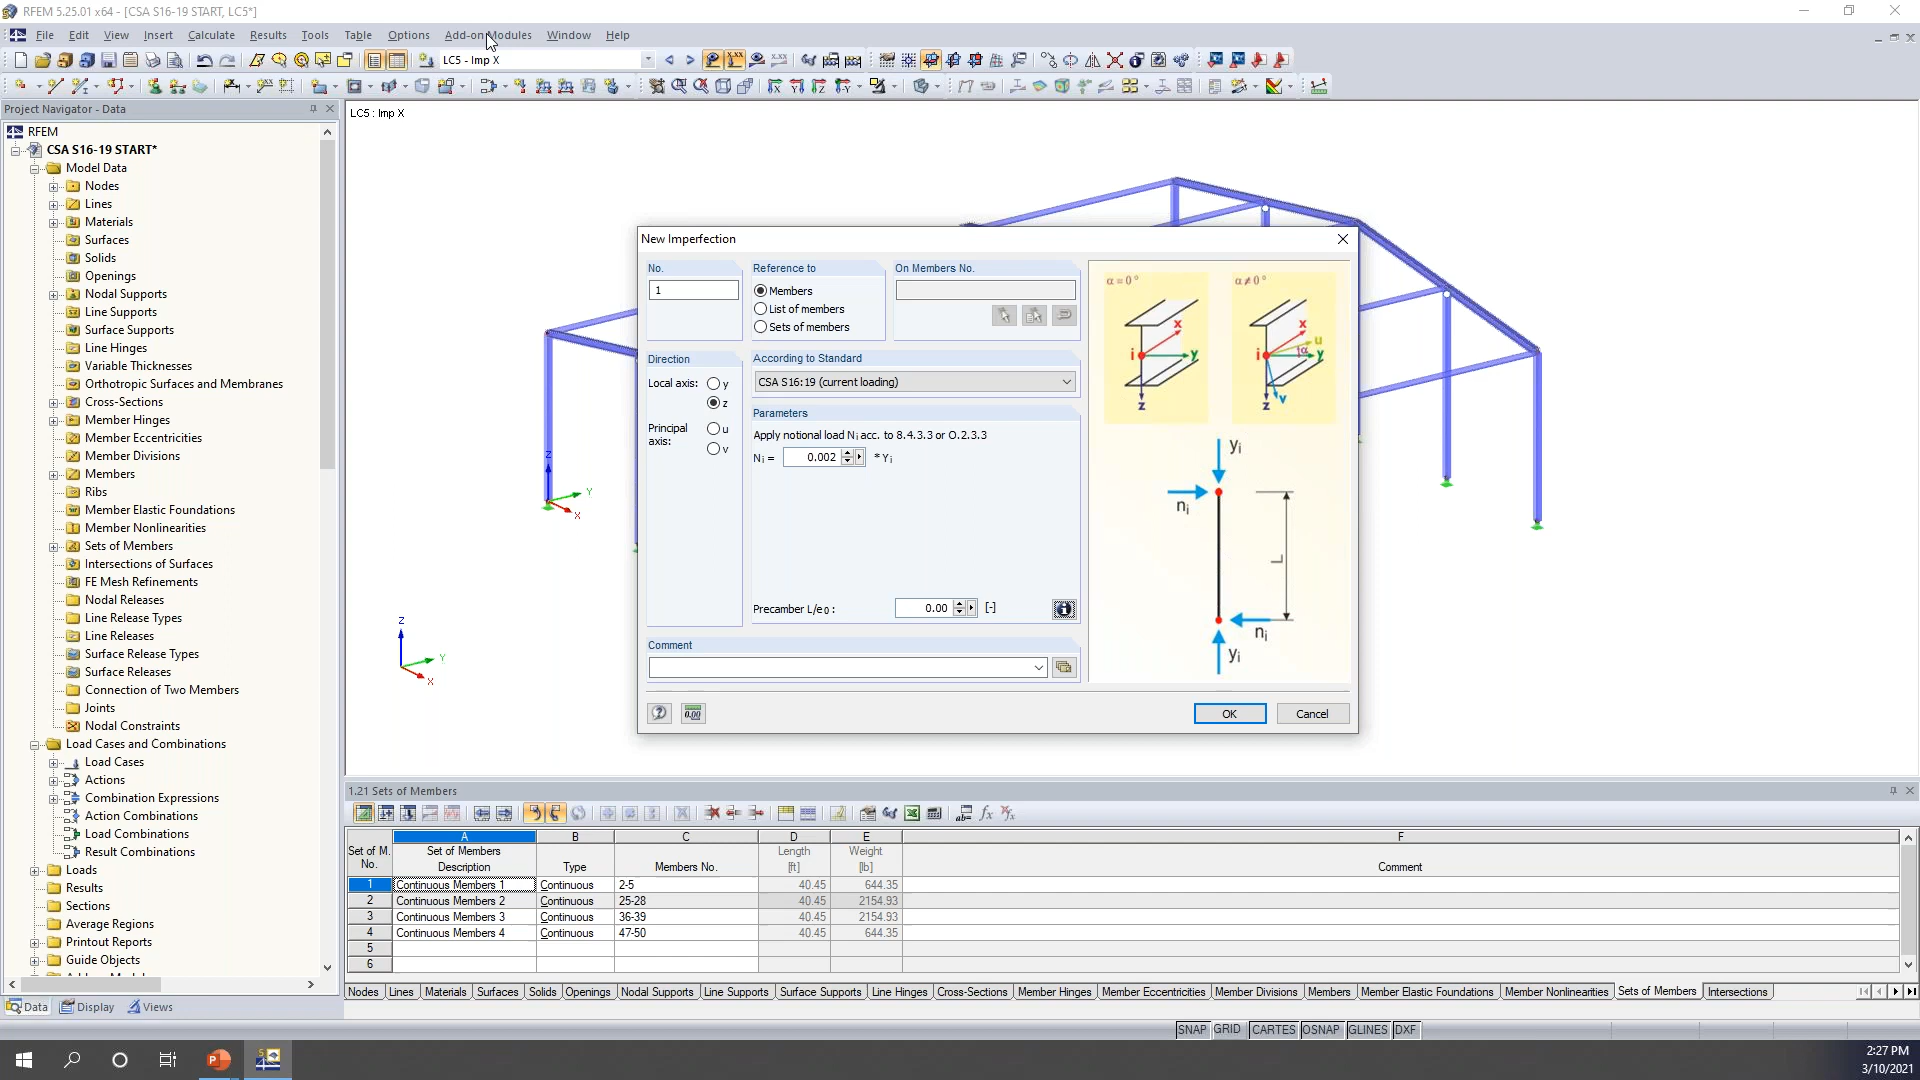 RFEM 5.25.01 x64 - [CSA S16-19 START, LC5*]
File Edit View Insert Calculate Results Tools Table Options Add-on Modules Window Help
LC5 - Imp X
Project Navigator - Data
LC5 : Imp X
RFEM
CSA S16-19 START*
Model Data
Nodes
Lines
Materials
Surfaces
Solids
Openings
Nodal Supports
Line Supports
Surface Supports
Line Hinges
Variable Thicknesses
Orthotropic Surfaces and Membranes
Cross-Sections
Member Hinges
Member Eccentricities
Member Divisions
Members
Ribs
Member Elastic Foundations
Member Nonlinearities
Sets of Members
Intersections of Surfaces
FE Mesh Refinements
Nodal Releases
Line Release Types
Line Releases
Surface Release Types
Surface Releases
Connection of Two Members
Joints
Nodal Constraints
Load Cases and Combinations
Load Cases
Actions
Combination Expressions
Action Combinations
Load Combinations
Result Combinations
Loads
Results
Sections
Average Regions
Printout Reports
Guide Objects
Data Display Views
Z
Y
X
Z
Y
X
New Imperfection
No.
1
Reference to
Members
List of members
Sets of members
On Members No.
Direction
Local axis: y
z
Principal axis: u
v
According to Standard
CSA S16:19 (current loading)
Parameters
Apply notional load Ni acc. to 8.4.3.3 or O.2.3.3
Ni = 0.002 * Yi
Precamber L/e0 : 0.00 [-]
Comment
α = 0° α ≠ 0°
x
i y
z
x
u
i α y
z v
yi
ni
L
ni
yi
0.00
OK Cancel
1.21 Sets of Members
A B C D E F
Set of M. Set of Members Length Weight
No. Description Type Members No. [ft] [lb] Comment
1 Continuous Members 1 Continuous 2-5 40.45 644.35
2 Continuous Members 2 Continuous 25-28 40.45 2154.93
3 Continuous Members 3 Continuous 36-39 40.45 2154.93
4 Continuous Members 4 Continuous 47-50 40.45 644.35
5
6
Nodes Lines Materials Surfaces Solids Openings Nodal Supports Line Supports Surface Supports Line Hinges Cross-Sections Member Hinges Member Eccentricities Member Divisions Members Member Elastic Foundations Member Nonlinearities Sets of Members Intersections
SNAP GRID CARTES OSNAP GLINES DXF
2:27 PM
3/10/2021